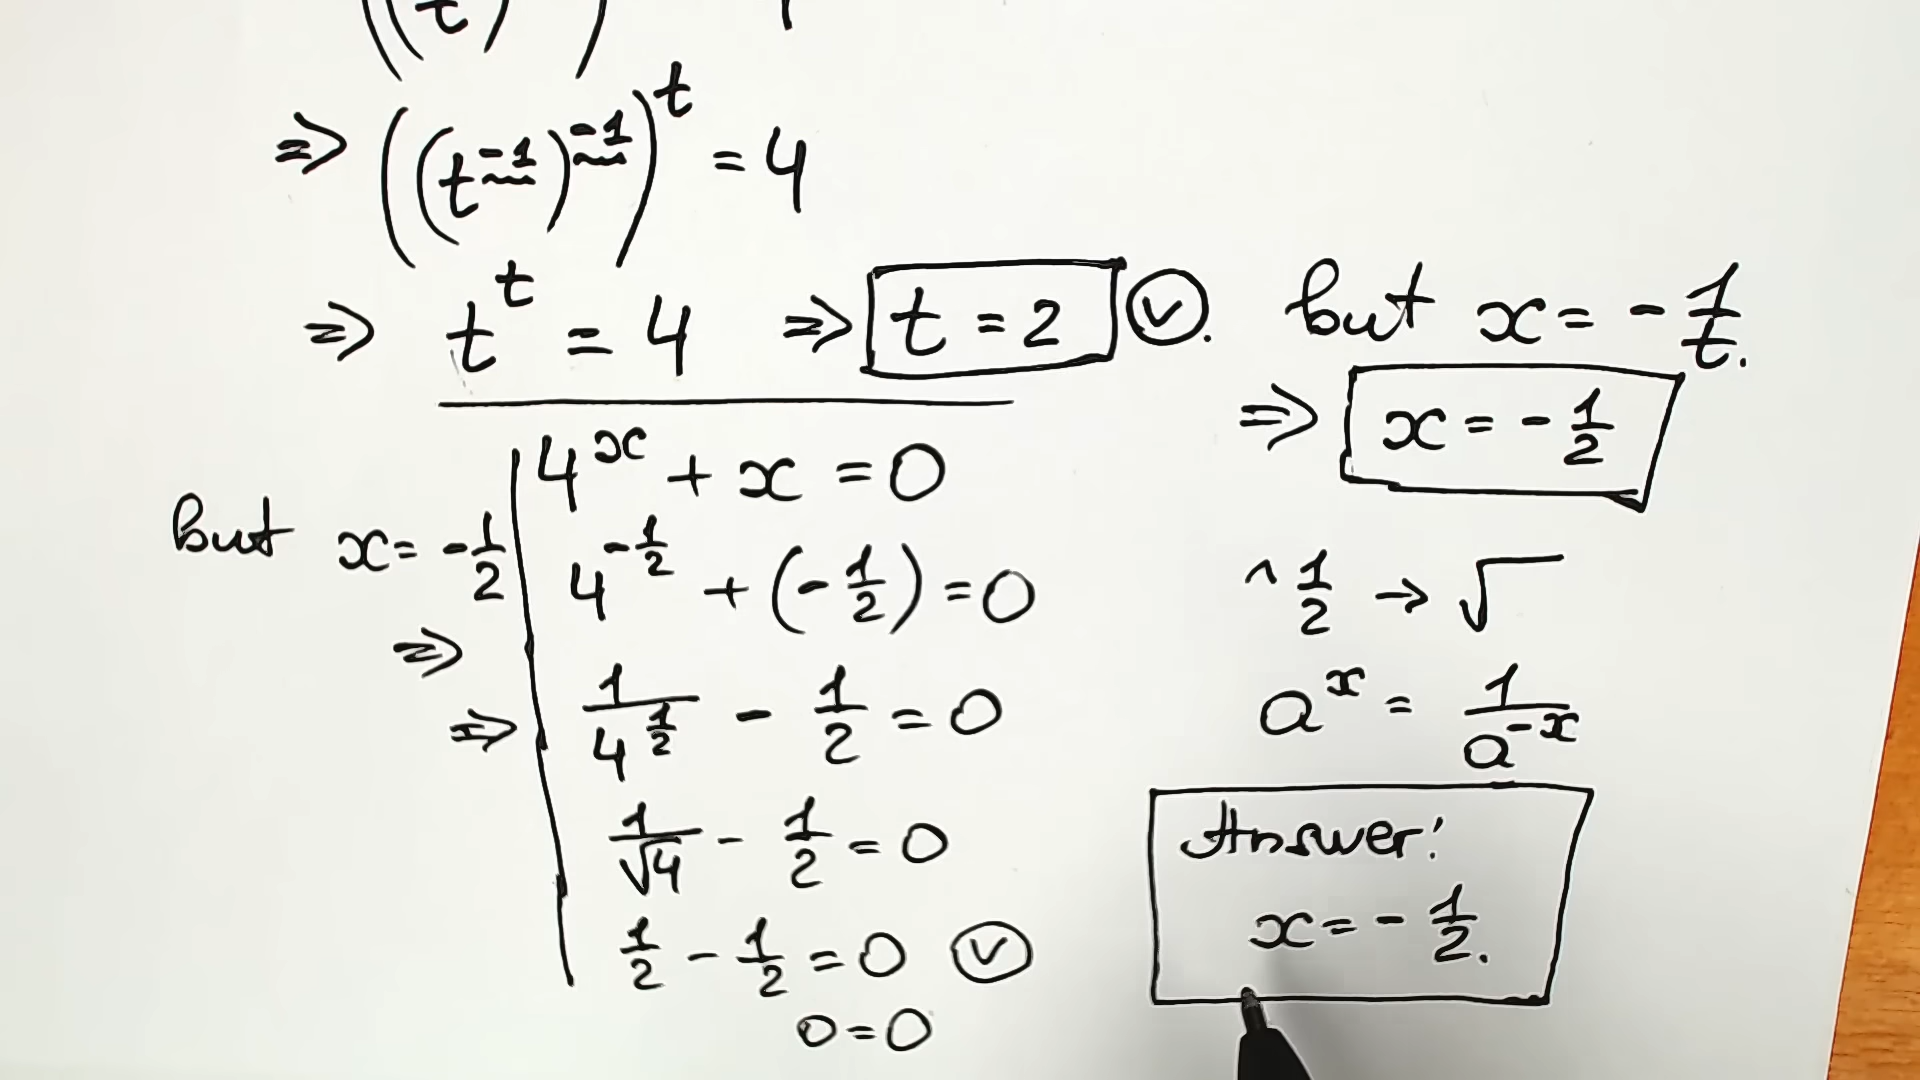 ((t) )
=> ((t^-1)^-1)^t = 4
=> t^t = 4 => t = 2 (v).
but x = -1/t.
=> x = -1/2
4^x + x = 0
but x = -1/2
4^-1/2 + (-1/2) = 0
=>
=> 1/4^1/2 - 1/2 = 0
1/√4 - 1/2 = 0
1/2 - 1/2 = 0 (v)
0 = 0
^1/2 → √
a^x = 1/a^-x
Answer:
x = -1/2.